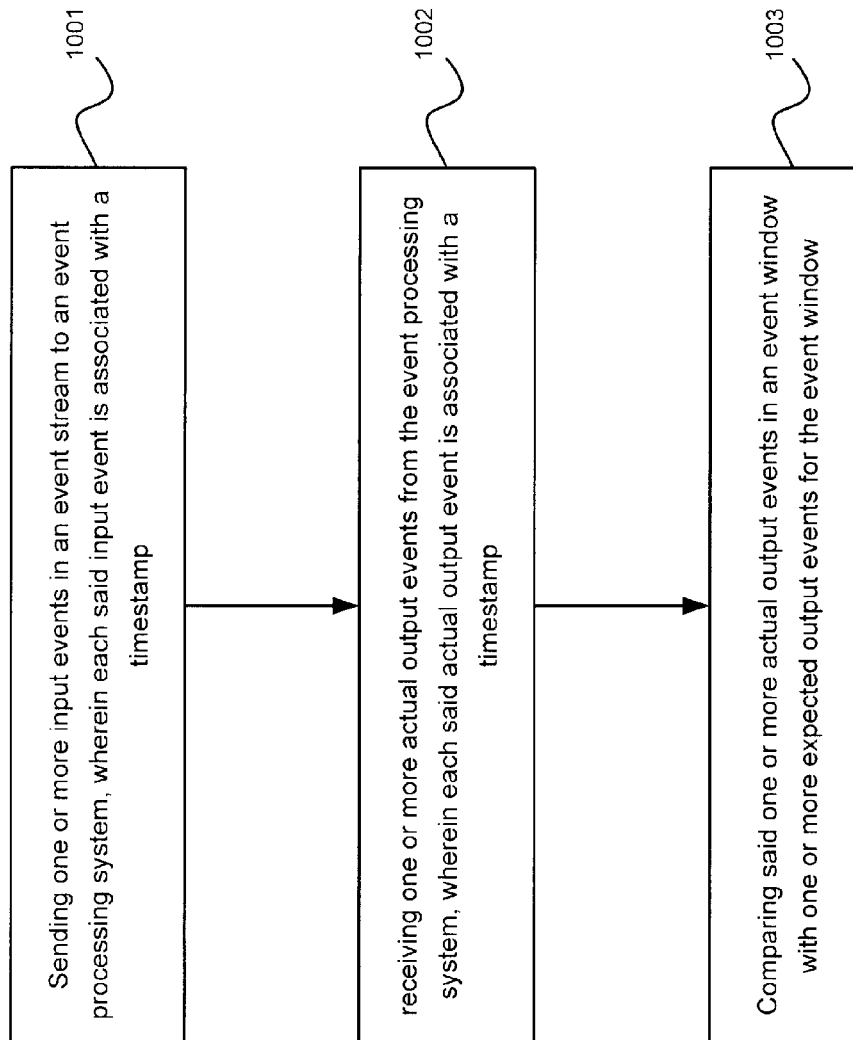 1001
Sending one or more input events in an event stream to an event
processing system, wherein each said input event is associated with a
timestamp
1002
receiving one or more actual output events from the event processing
system, wherein each said actual output event is associated with a
timestamp
1003
Comparing said one or more actual output events in an event window
with one or more expected output events for the event window